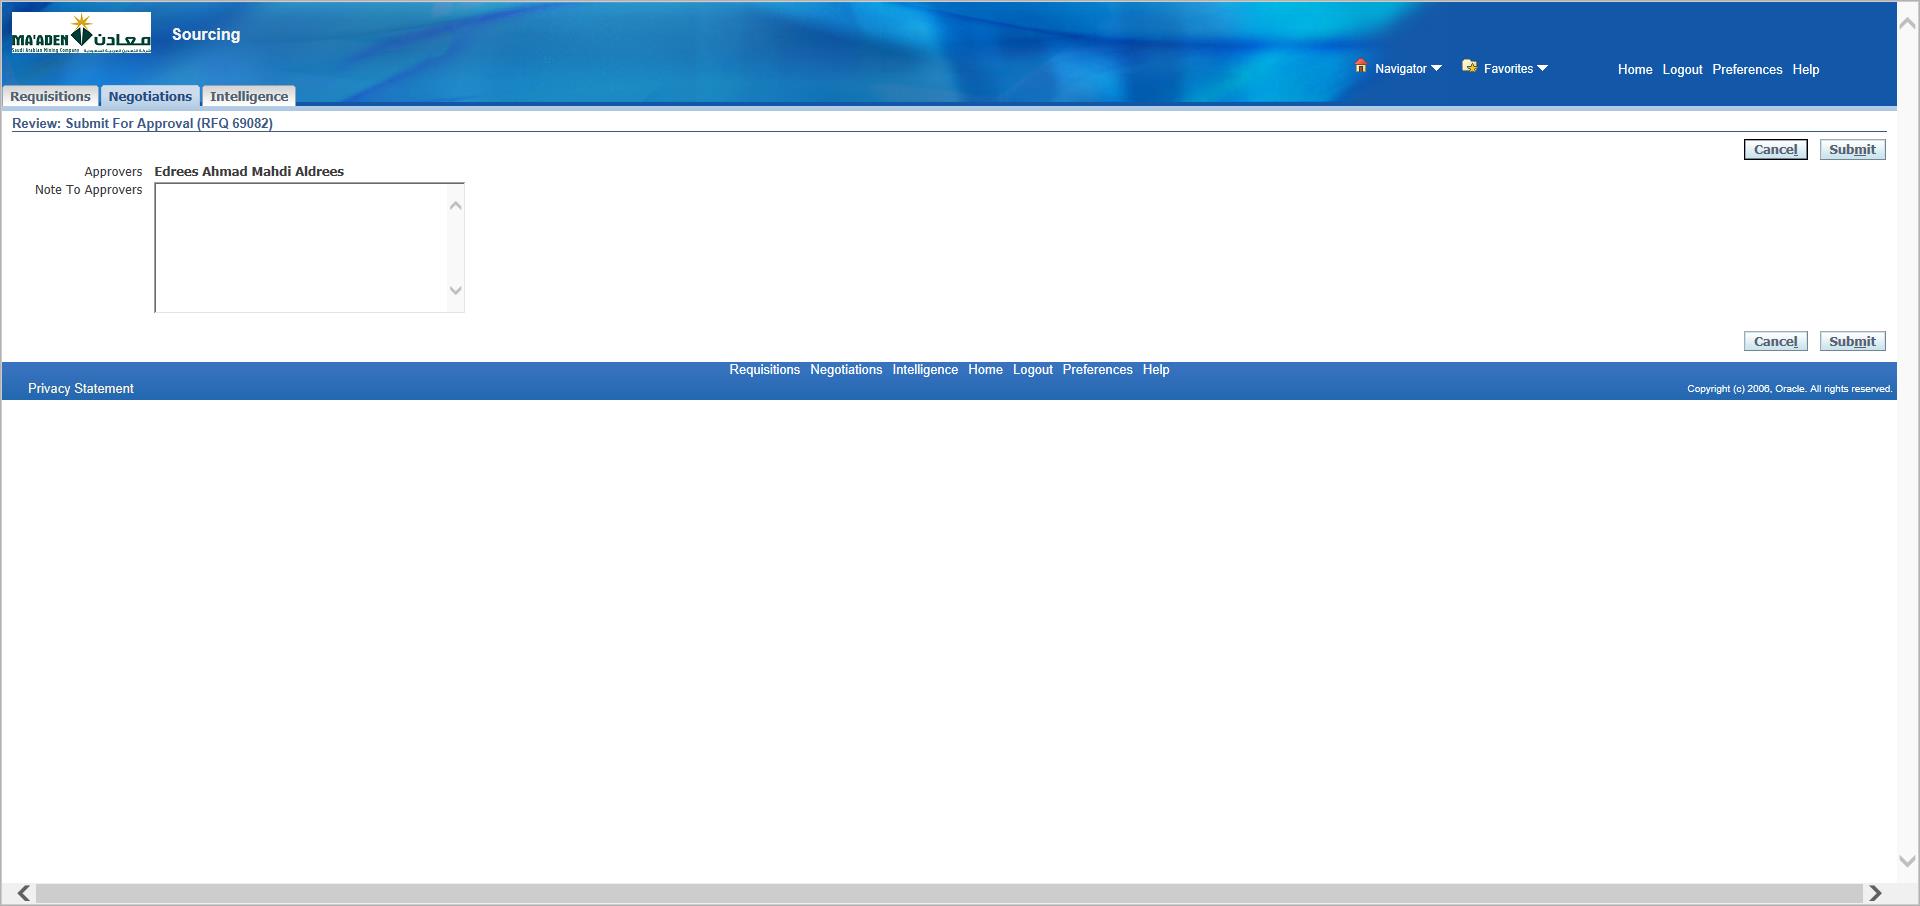 MA'ADEN معادن
Saudi Arabian Mining Company
Sourcing
Navigator Favorites Home Logout Preferences Help
Requisitions Negotiations Intelligence
Review: Submit For Approval (RFQ 69082)
Cancel Submit
Approvers Edrees Ahmad Mahdi Aldrees
Note To Approvers
Cancel Submit
Requisitions Negotiations Intelligence Home Logout Preferences Help
Privacy Statement Copyright (c) 2006, Oracle. All rights reserved.